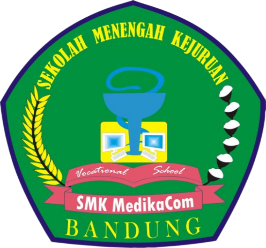 SEKOLAH MENENGAH KEJURUAN
Vocational School
SMK MedikaCom
BANDUNG